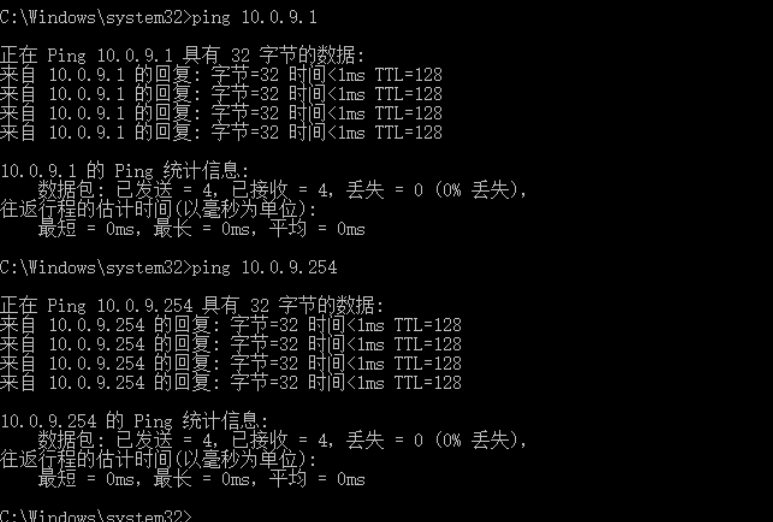 C:\Windows\system32>ping 10.0.9.1
正在 Ping 10.0.9.1 具有 32 字节的数据:
来自 10.0.9.1 的回复: 字节=32 时间<1ms TTL=128
来自 10.0.9.1 的回复: 字节=32 时间<1ms TTL=128
来自 10.0.9.1 的回复: 字节=32 时间<1ms TTL=128
来自 10.0.9.1 的回复: 字节=32 时间<1ms TTL=128
10.0.9.1 的 Ping 统计信息:
数据包: 已发送 = 4, 已接收 = 4, 丢失 = 0 (0% 丢失),
往返行程的估计时间(以毫秒为单位):
最短 = 0ms, 最长 = 0ms, 平均 = 0ms
C:\Windows\system32>ping 10.0.9.254
正在 Ping 10.0.9.254 具有 32 字节的数据:
来自 10.0.9.254 的回复: 字节=32 时间<1ms TTL=128
来自 10.0.9.254 的回复: 字节=32 时间<1ms TTL=128
来自 10.0.9.254 的回复: 字节=32 时间<1ms TTL=128
来自 10.0.9.254 的回复: 字节=32 时间<1ms TTL=128
10.0.9.254 的 Ping 统计信息:
数据包: 已发送 = 4, 已接收 = 4, 丢失 = 0 (0% 丢失),
往返行程的估计时间(以毫秒为单位):
最短 = 0ms, 最长 = 0ms, 平均 = 0ms
C:\Windows\system32>